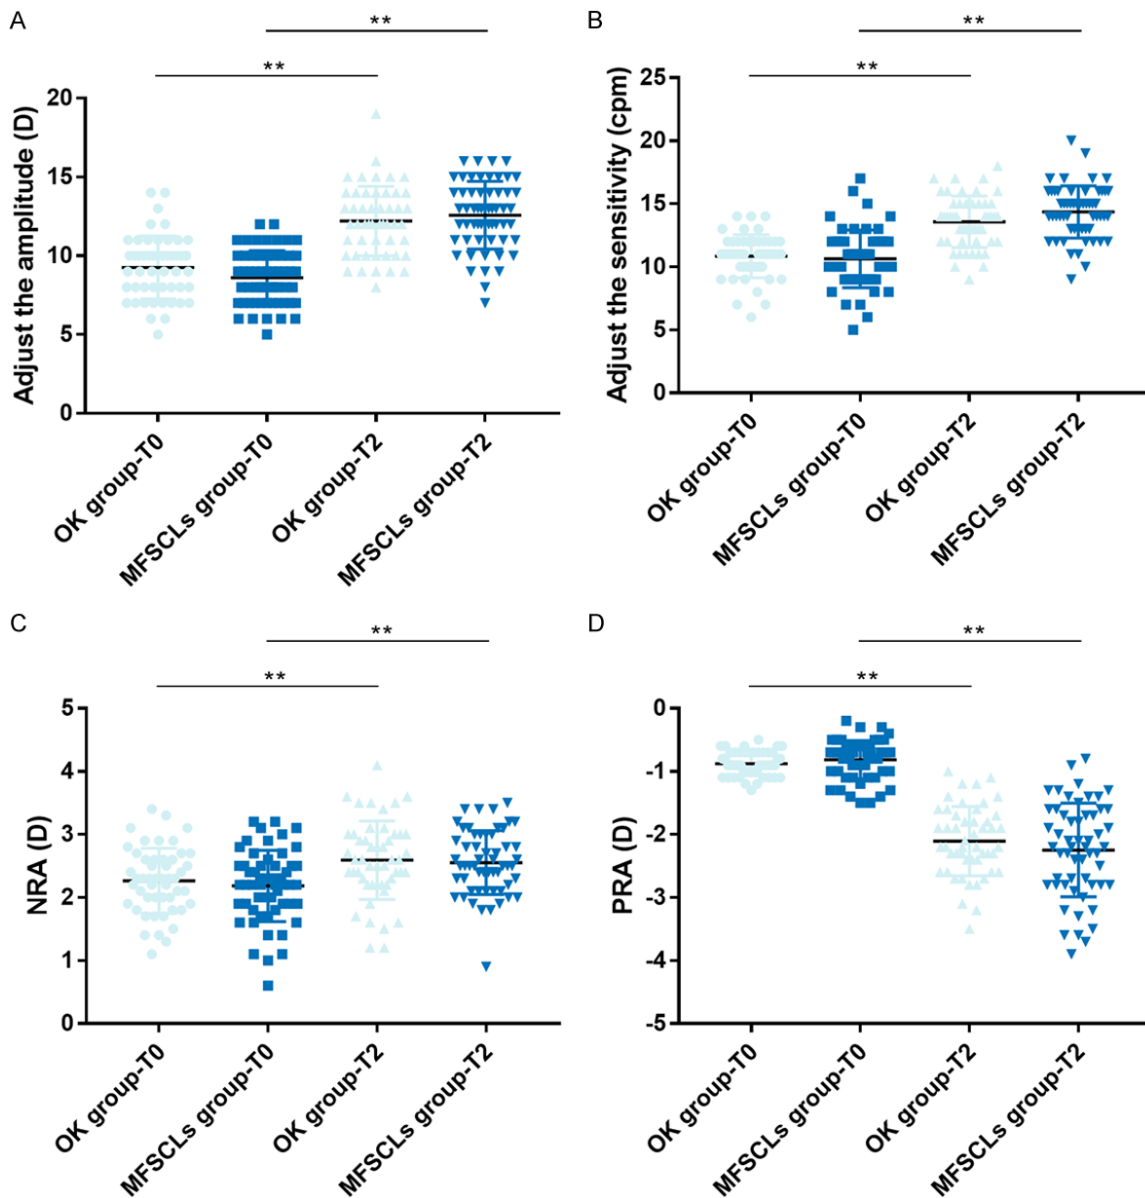 A
**
**
Adjust the amplitude (D)
20
15
10
5
0
OK group-T0
MFSCLs group-T0
OK group-T2
MFSCLs group-T2
B
**
**
Adjust the sensitivity (cpm)
25
20
15
10
5
0
OK group-T0
MFSCLs group-T0
OK group-T2
MFSCLs group-T2
C
**
**
NRA (D)
5
4
3
2
1
0
OK group-T0
MFSCLs group-T0
OK group-T2
MFSCLs group-T2
D
**
**
PRA (D)
0
-1
-2
-3
-4
-5
OK group-T0
MFSCLs group-T0
OK group-T2
MFSCLs group-T2